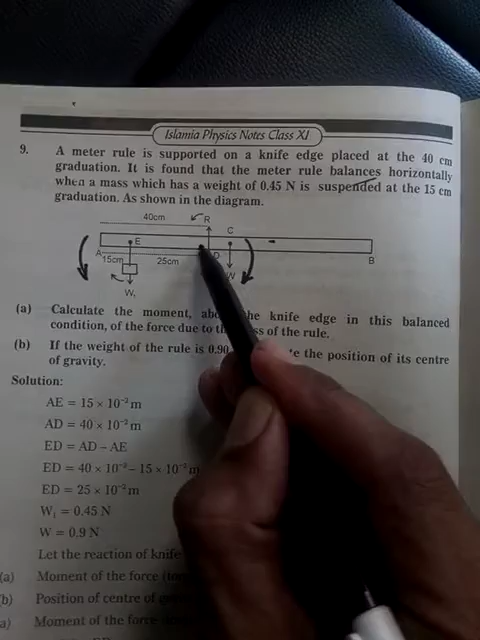 Islamia Physics Notes Class XI
9. A meter rule is supported on a knife edge placed at the 40 cm
graduation. It is found that the meter rule balances horizontally
when a mass which has a weight of 0.45 N is suspended at the 15 cm
graduation. As shown in the diagram.
40cm R
C
E
A D B
15cm 25cm W
W₁
(a) Calculate the moment, the knife edge in this balanced
condition, of the force due to of the rule.
(b) If the weight of the rule is 0.90 the position of its centre
of gravity.
Solution:
AE = 15 × 10⁻² m
AD = 40 × 10⁻² m
ED = AD – AE
ED = 40 × 10⁻² – 15 × 10⁻² m
ED = 25 × 10⁻² m
W₁ = 0.45 N
W = 0.9 N
Let the reaction of knife
(a) Moment of the force
(b) Position of centre of
(a) Moment of the force